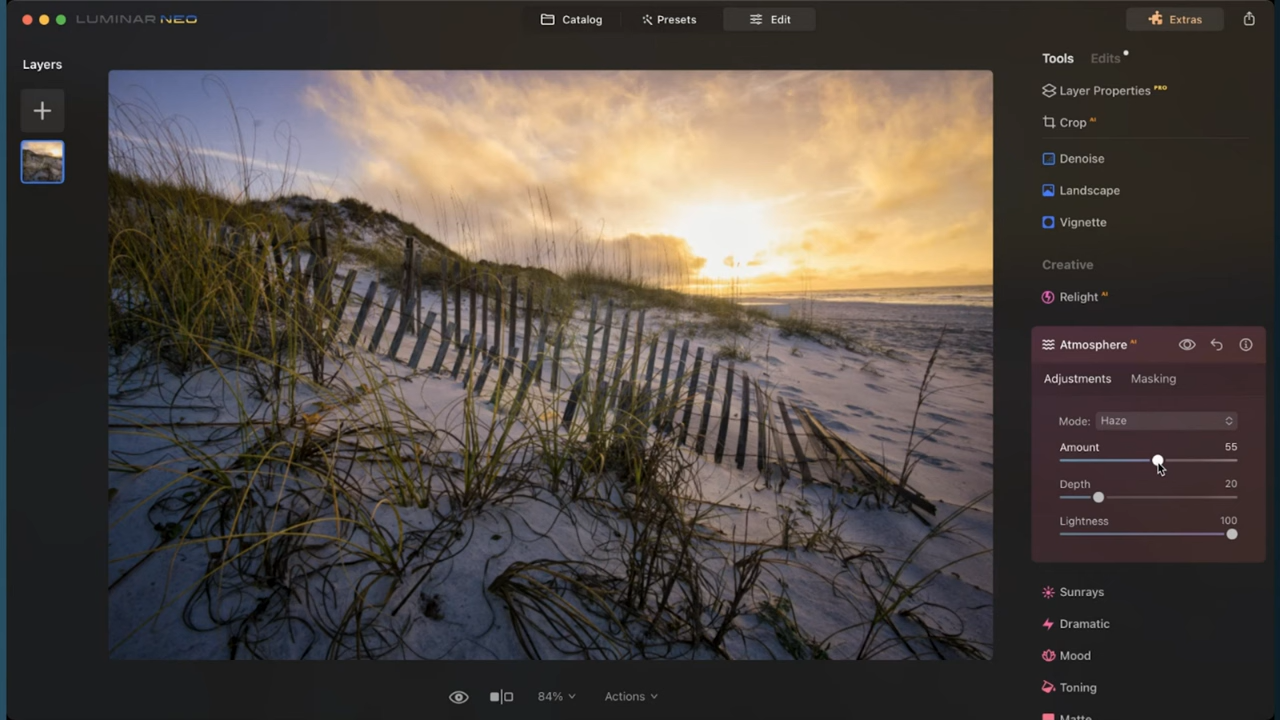 LUMINAR NEO
Catalog
Presets
Edit
Extras
Layers
Tools Edits
Layer Properties PRO
Crop AI
Denoise
Landscape
Vignette
Creative
Relight AI
Atmosphere AI
Adjustments Masking
Mode: Haze
Amount 55
Depth 20
Lightness 100
Sunrays
Dramatic
Mood
Toning
Matte
84%
Actions